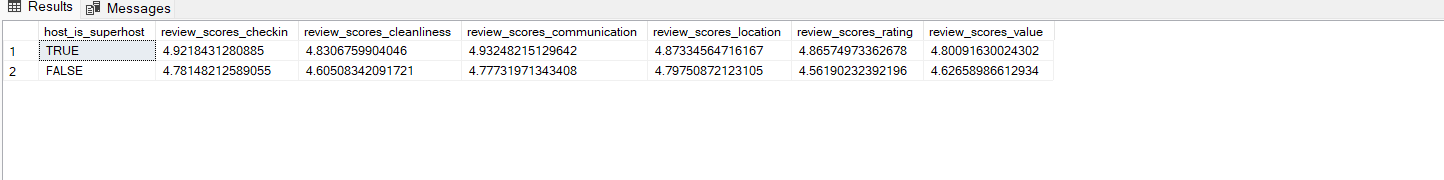 Results Messages
host_is_superhost review_scores_checkin review_scores_cleanliness review_scores_communication review_scores_location review_scores_rating review_scores_value
1 TRUE 4.9218431280885 4.8306759904046 4.93248215129642 4.87334564716167 4.86574973362678 4.80091630024302
2 FALSE 4.78148212589055 4.60508342091721 4.77731971343408 4.79750872123105 4.56190232392196 4.62658986612934